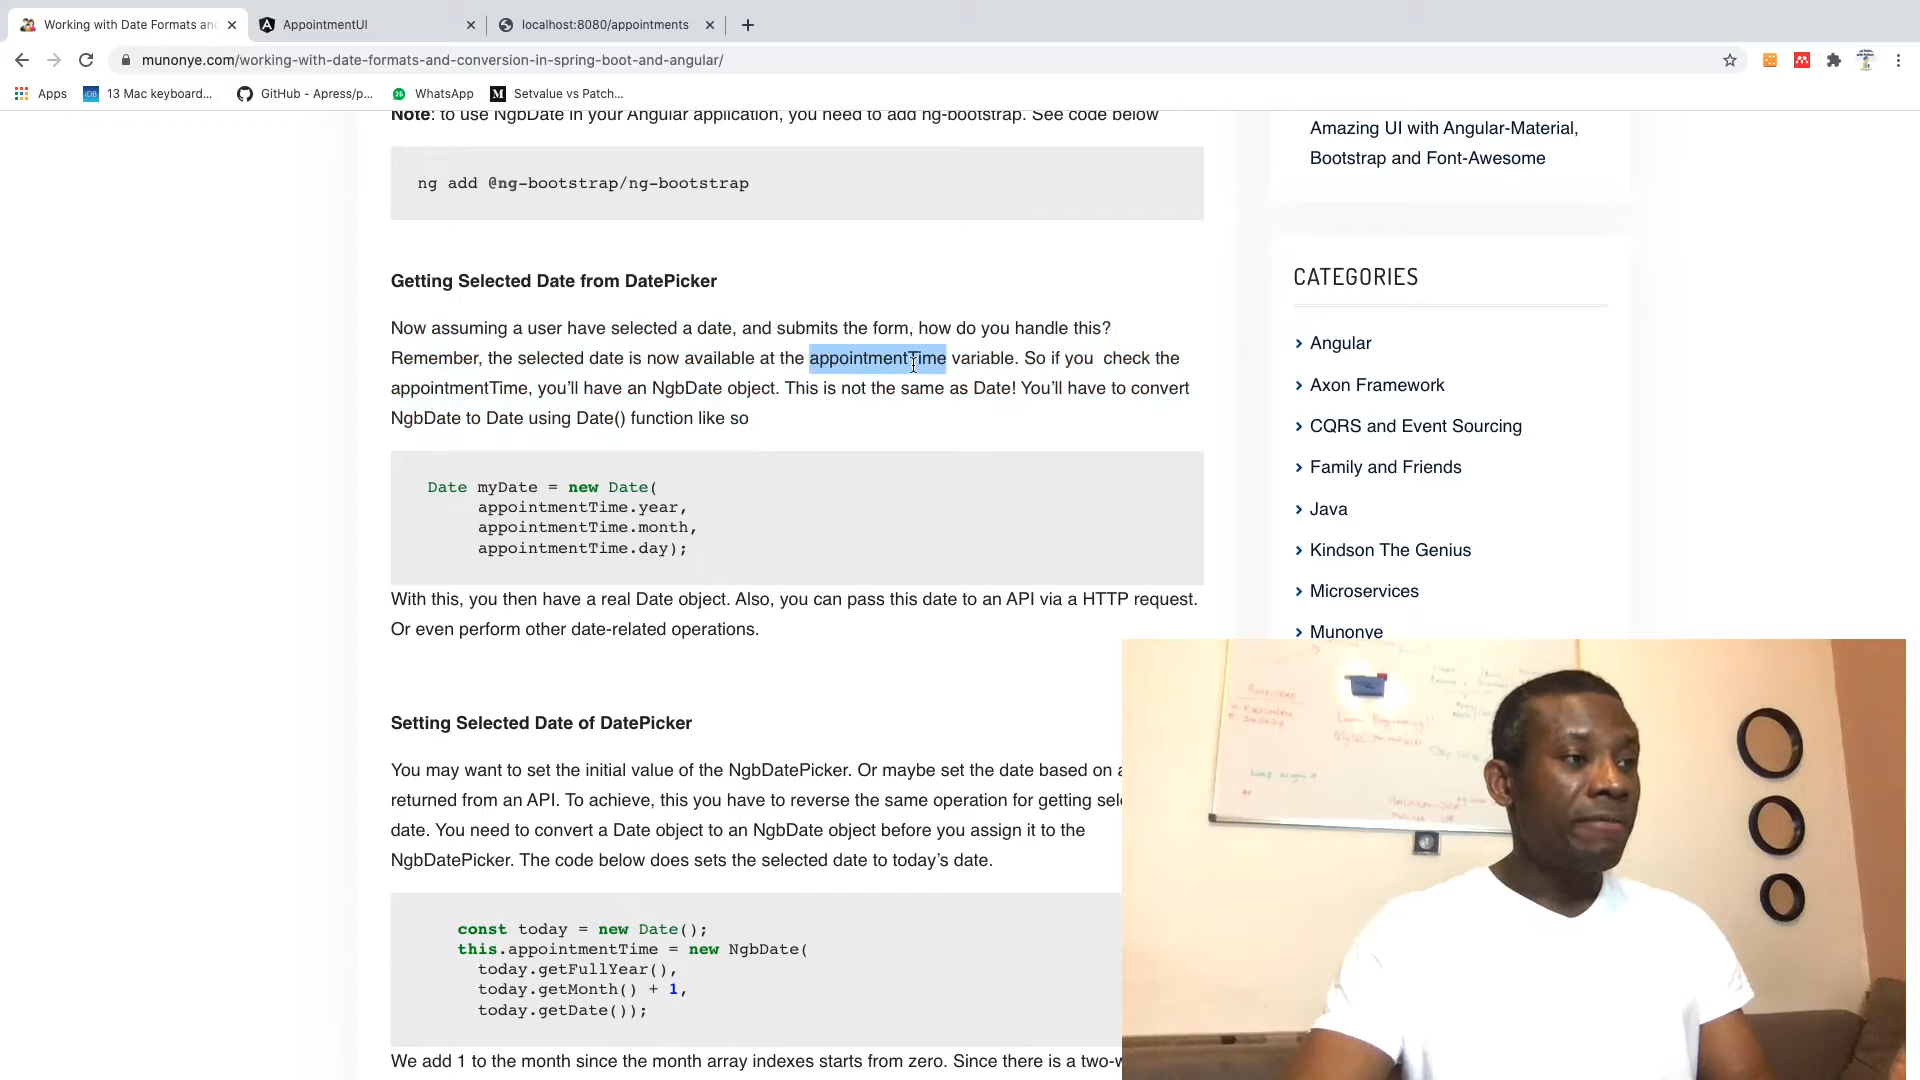 Working with Date Formats and
AppointmentUI
localhost:8080/appointments
munonye.com/working-with-date-formats-and-conversion-in-spring-boot-and-angular/
Apps
13 Mac keyboard...
GitHub - Apress/p...
WhatsApp
Setvalue vs Patch...
Note: to use NgbDate in your Angular application, you need to add ng-bootstrap. See code below
ng add @ng-bootstrap/ng-bootstrap
Getting Selected Date from DatePicker
Now assuming a user have selected a date, and submits the form, how do you handle this?
Remember, the selected date is now available at the appointmentTime variable. So if you  check the
appointmentTime, you’ll have an NgbDate object. This is not the same as Date! You’ll have to convert
NgbDate to Date using Date() function like so
Date myDate = new Date(
appointmentTime.year,
appointmentTime.month,
appointmentTime.day);
With this, you then have a real Date object. Also, you can pass this date to an API via a HTTP request.
Or even perform other date-related operations.
Setting Selected Date of DatePicker
You may want to set the initial value of the NgbDatePicker. Or maybe set the date based on a
returned from an API. To achieve, this you have to reverse the same operation for getting sel
date. You need to convert a Date object to an NgbDate object before you assign it to the
NgbDatePicker. The code below does sets the selected date to today’s date.
const today = new Date();
this.appointmentTime = new NgbDate(
today.getFullYear(),
today.getMonth() + 1,
today.getDate());
We add 1 to the month since the month array indexes starts from zero. Since there is a two-w
Amazing UI with Angular-Material,
Bootstrap and Font-Awesome
CATEGORIES
Angular
Axon Framework
CQRS and Event Sourcing
Family and Friends
Java
Kindson The Genius
Microservices
Munonye